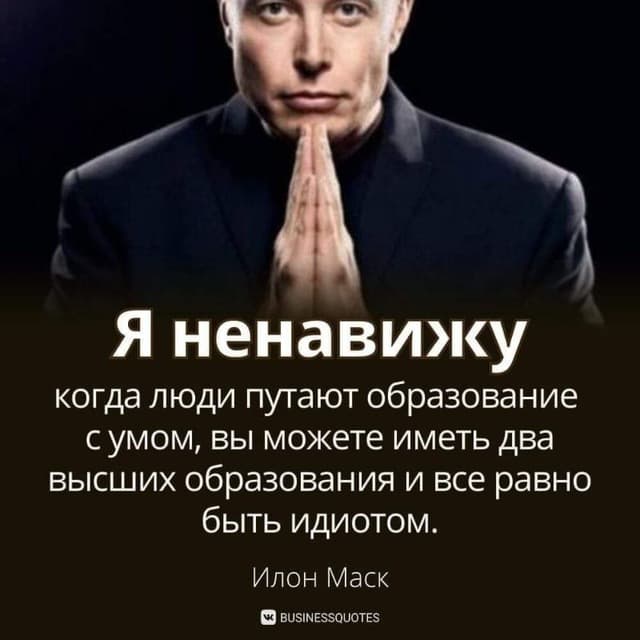 Я ненавижу
когда люди путают образование
с умом, вы можете иметь два
высших образования и все равно
быть идиотом.
Илон Маск
BUSINESSQUOTES